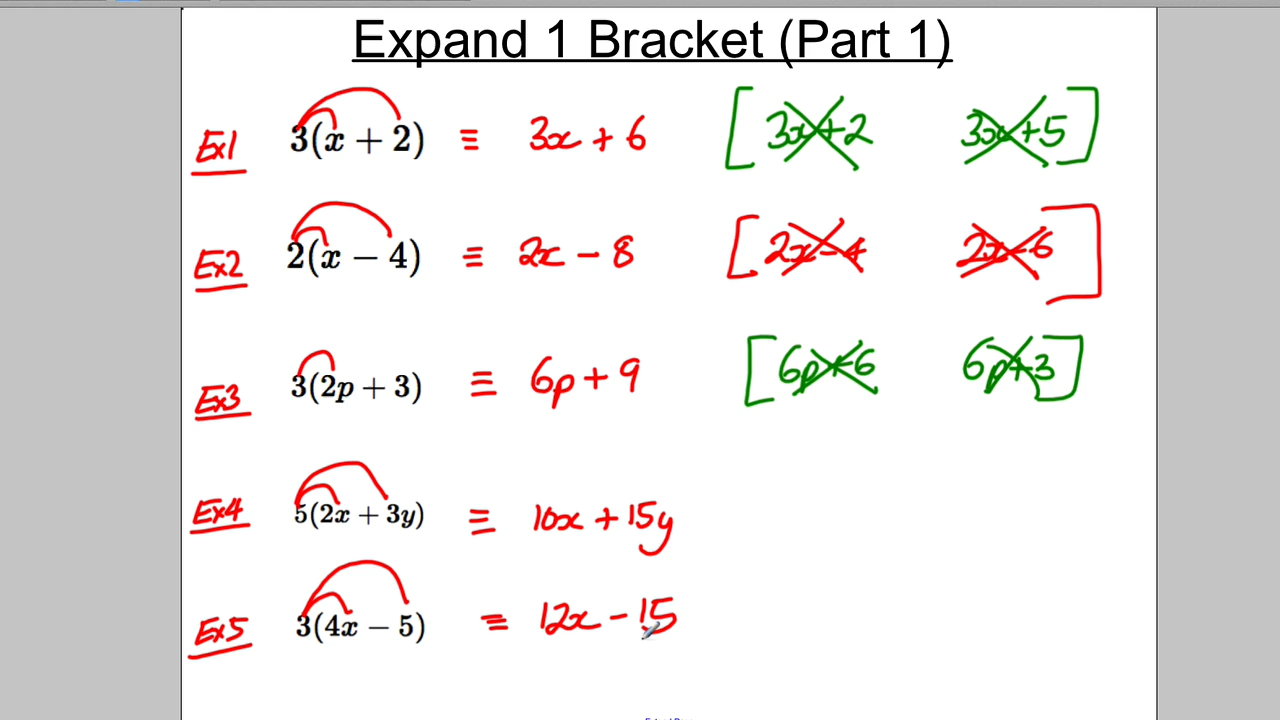 Expand 1 Bracket (Part 1)
Ex1 3(x + 2) ≡ 3x + 6 [3x+2 3x+5]
Ex2 2(x − 4) ≡ 2x − 8 [2x−4 2x−6]
Ex3 3(2p + 3) ≡ 6p + 9 [6p+6 6p+3]
Ex4 5(2x + 3y) ≡ 10x + 15y
Ex5 3(4x − 5) ≡ 12x − 15